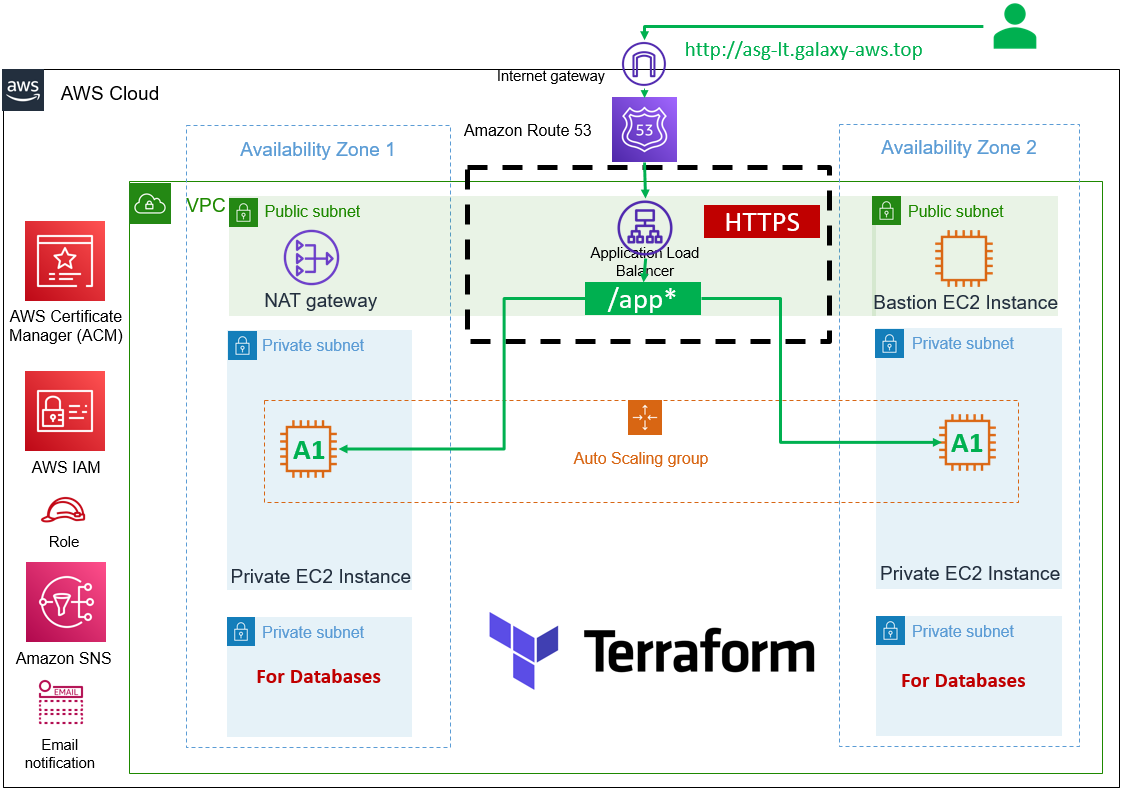 http://asg-lt.galaxy-aws.top
Internet gateway
aws
AWS Cloud
53
Amazon Route 53
Availability Zone 1
Availability Zone 2
VPC
Public subnet
HTTPS
Public subnet
Application Load
Balancer
NAT gateway
/app*
Bastion EC2 Instance
AWS Certificate
Manager (ACM)
Private subnet
Private subnet
A1
Auto Scaling group
A1
AWS IAM
Role
Private EC2 Instance
Private EC2 Instance
Private subnet
Terraform
Private subnet
Amazon SNS
For Databases
For Databases
EMAIL
Email
notification